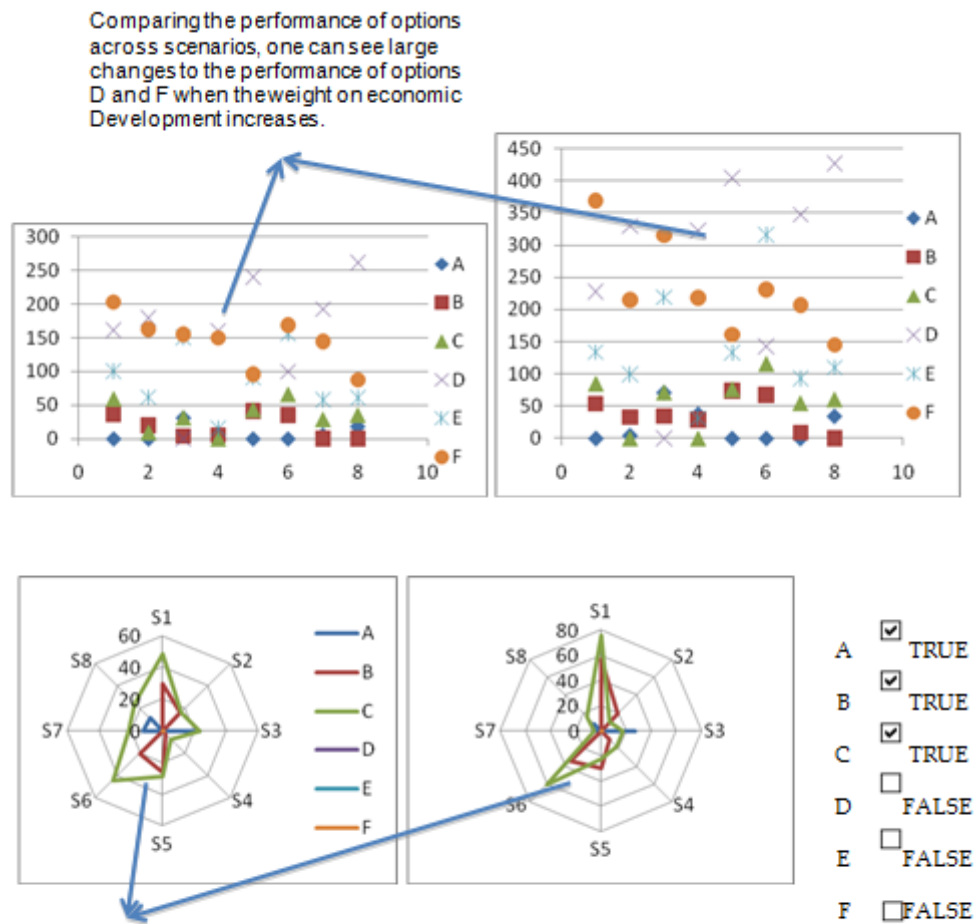 Comparing the performance of options
across scenarios, one can see large
changes to the performance of options
D and F when the weight on economic
Development increases.
300
250
200
150
100
50
0
0 2 4 6 8 10
A
B
C
D
E
F
450
400
350
300
250
200
150
100
50
0
0 2 4 6 8 10
A
B
C
D
E
F
S1
S2
S3
S4
S5
S6
S7
S8
60
40
20
0
A
B
C
D
E
F
S1
S2
S3
S4
S5
S6
S7
S8
80
60
40
20
0
A TRUE
B TRUE
C TRUE
D FALSE
E FALSE
F FALSE